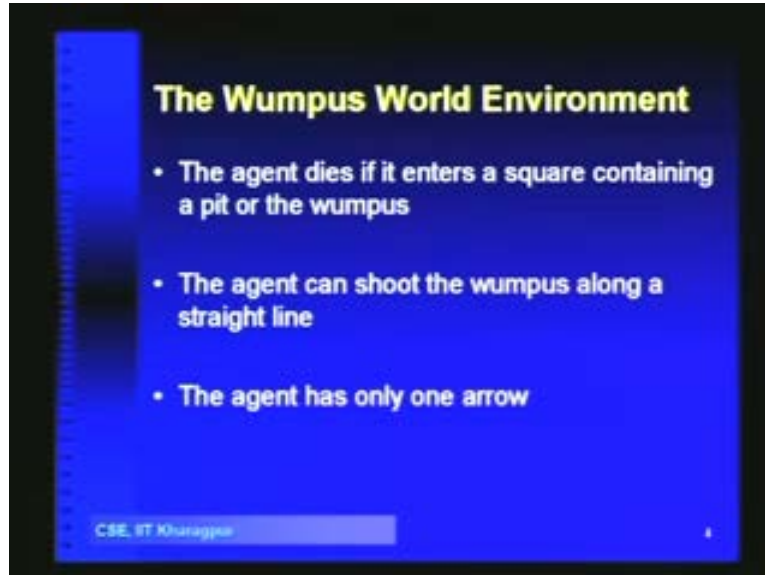 The Wumpus World Environment
• The agent dies if it enters a square containing
a pit or the wumpus
• The agent can shoot the wumpus along a
straight line
• The agent has only one arrow
CSE, IIT Kharagpur
4